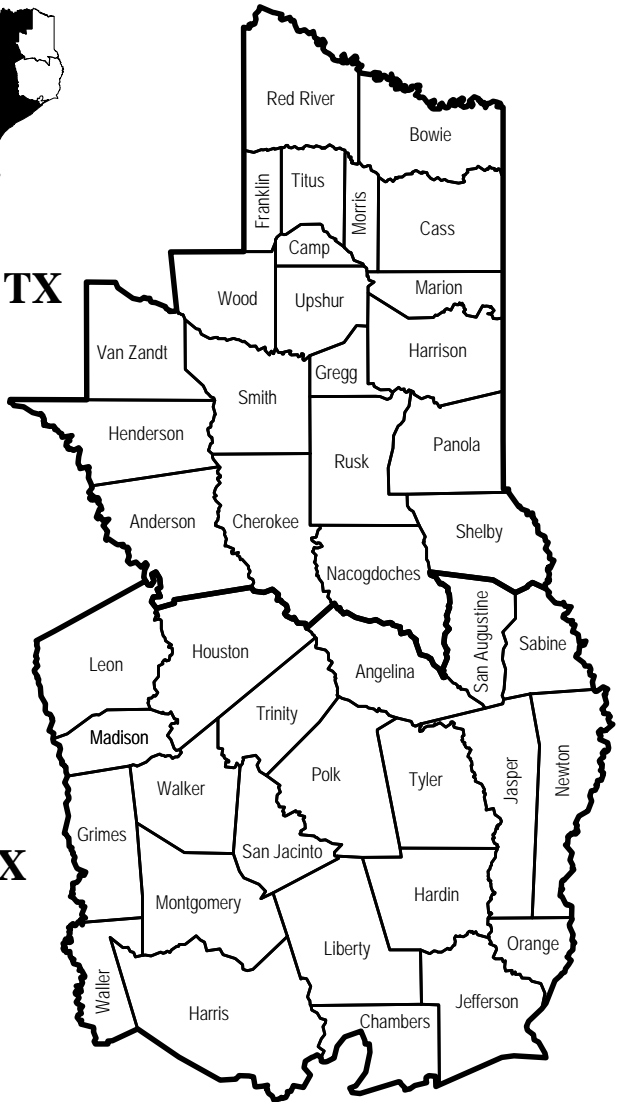 Red River
Bowie
Franklin
Titus
Morris
Cass
Camp
TX
Wood
Upshur
Marion
Van Zandt
Gregg
Harrison
Smith
Henderson
Rusk
Panola
Anderson
Cherokee
Shelby
Nacogdoches
San Augustine
Sabine
Leon
Houston
Angelina
Trinity
Madison
Polk
Tyler
Jasper
Newton
Walker
Grimes
San Jacinto
X
Montgomery
Hardin
Liberty
Orange
Waller
Harris
Chambers
Jefferson